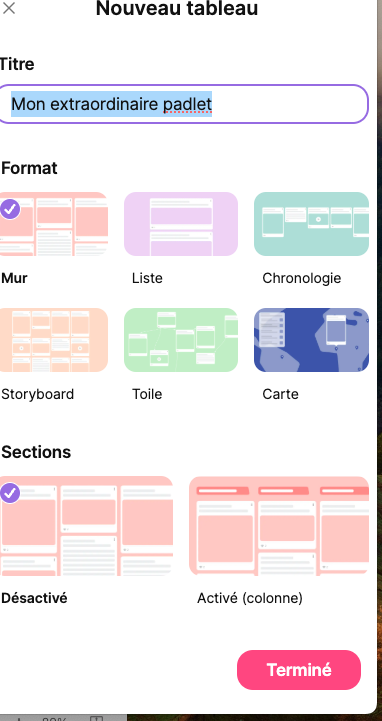 Nouveau tableau
Titre
Mon extraordinaire padlet
Format
Mur
Liste
Chronologie
Storyboard
Toile
Carte
Sections
Désactivé
Activé (colonne)
Terminé